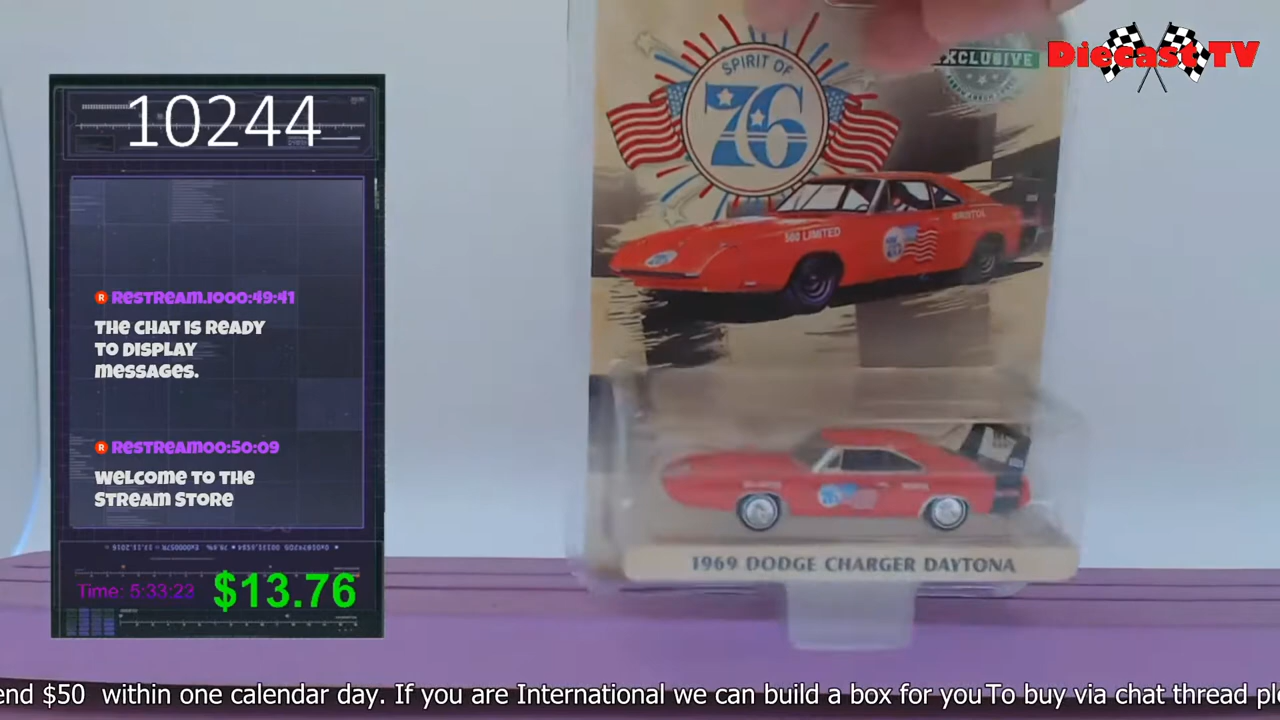 10244
Restream.1000:49:41
THE CHAT IS READY
TO DISPLAY
messages.
Restream00:50:09
Welcome to the
STREAM STORE
Time: 5:33:23
$13.76
SPIRIT OF
76
EXCLUSIVE
500 LIMITED
1969 DODGE CHARGER DAYTONA
Diecast TV
end $50 within one calendar day. If you are International we can build a box for you To buy via chat thread